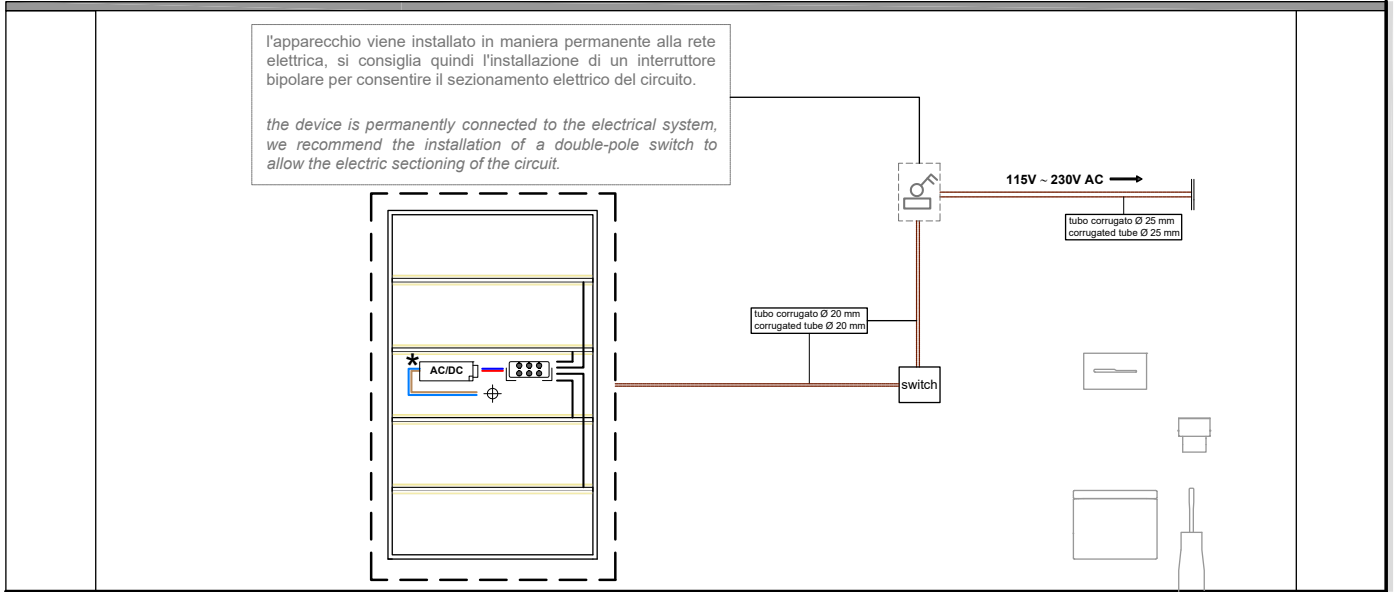 l'apparecchio viene installato in maniera permanente alla rete
elettrica, si consiglia quindi l'installazione di un interruttore
bipolare per consentire il sezionamento elettrico del circuito.
the device is permanently connected to the electrical system,
we recommend the installation of a double-pole switch to
allow the electric sectioning of the circuit.
115V ~ 230V AC
tubo corrugato Ø 25 mm
corrugated tube Ø 25 mm
tubo corrugato Ø 20 mm
corrugated tube Ø 20 mm
*
AC/DC
switch